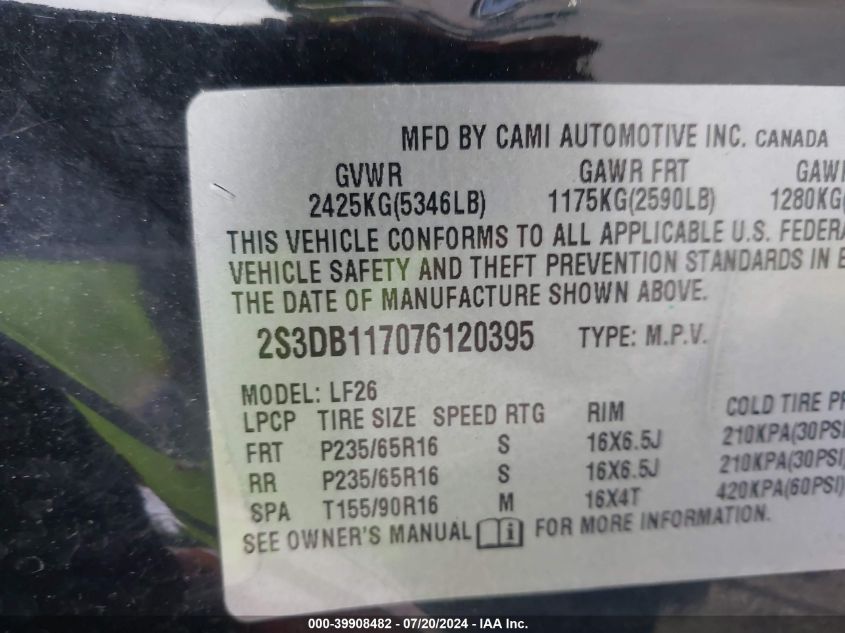 MFD BY CAMI AUTOMOTIVE INC. CANADA
GVWR GAWR FRT GAWR
2425KG(5346LB) 1175KG(2590LB) 1280KG(
THIS VEHICLE CONFORMS TO ALL APPLICABLE U.S. FEDERA
VEHICLE SAFETY AND THEFT PREVENTION STANDARDS IN E
THE DATE OF MANUFACTURE SHOWN ABOVE.
2S3DB117076120395 TYPE: M.P.V.
MODEL: LF26
LPCP TIRE SIZE SPEED RTG RIM COLD TIRE PR
FRT P235/65R16 S 16X6.5J 210KPA(30PSI
RR P235/65R16 S 16X6.5J 210KPA(30PSI)
SPA T155/90R16 M 16X4T 420KPA(60PSI)
SEE OWNER'S MANUAL i FOR MORE INFORMATION.
000-39908482 - 07/20/2024 - IAA Inc.